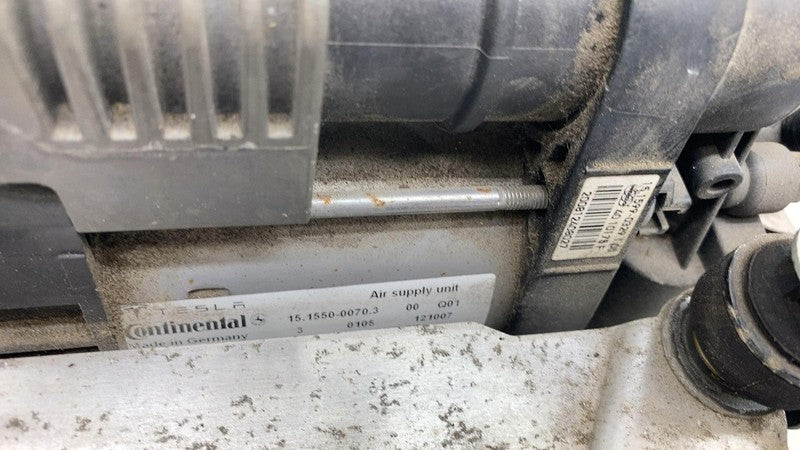 TESLA
Air supply unit
Continental 15.1550-0070.3 00 Q01
3 0105 121007
Made in Germany